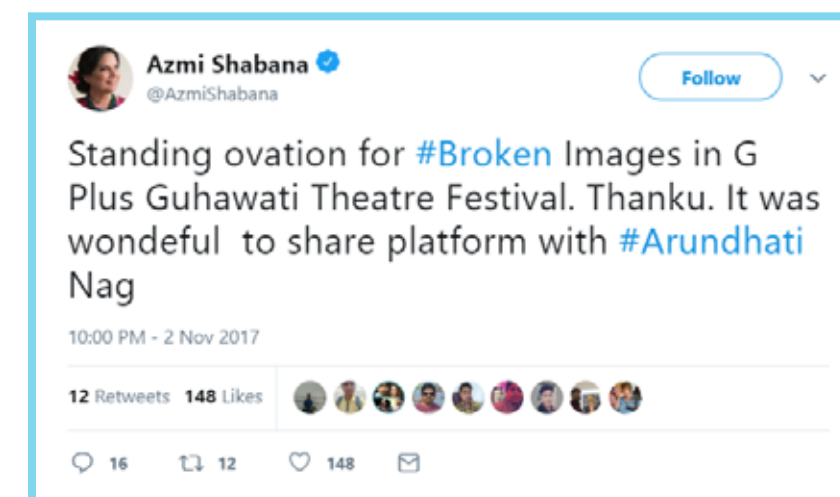 Azmi Shabana
@AzmiShabana
Follow
Standing ovation for #Broken Images in G
Plus Guhawati Theatre Festival. Thanku. It was
wondeful  to share platform with #Arundhati
Nag
10:00 PM - 2 Nov 2017
12 Retweets 148 Likes
16 12 148